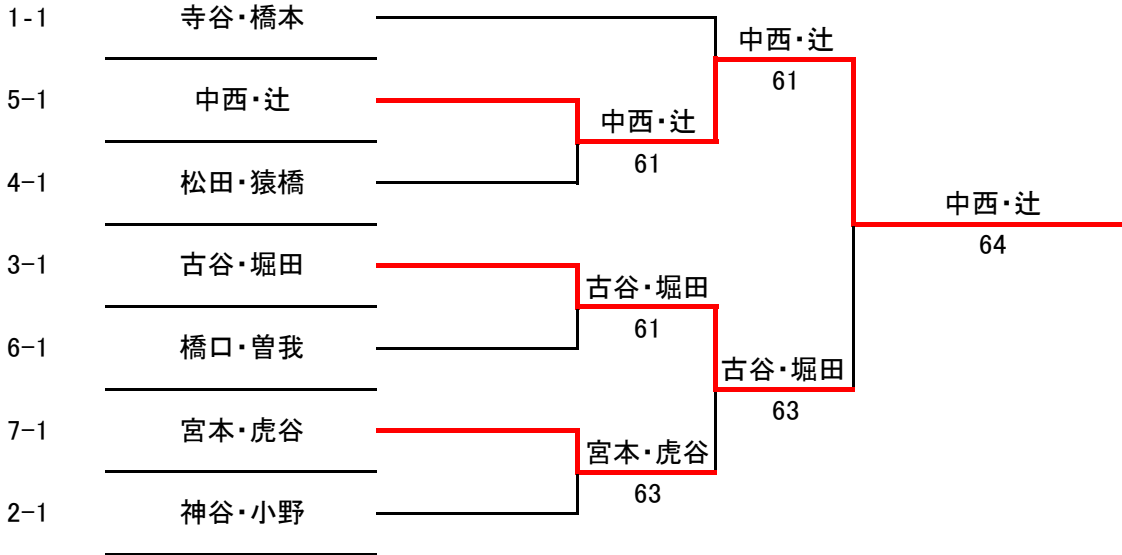 1-1 寺谷・橋本
中西・辻
61
5-1 中西・辻
中西・辻
61
4-1 松田・猿橋
中西・辻
64
3-1 古谷・堀田
古谷・堀田
61
6-1 橋口・曽我
古谷・堀田
63
7-1 宮本・虎谷
宮本・虎谷
63
2-1 神谷・小野